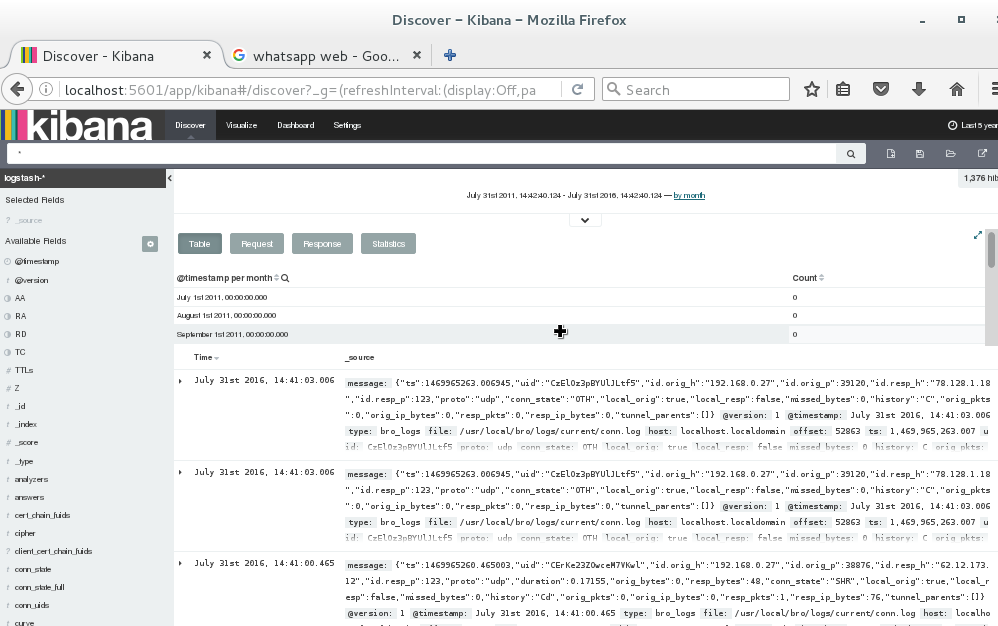 Discover – Kibana – Mozilla Firefox
Discover - Kibana
whatsapp web - Goo...
localhost:5601/app/kibana#/discover?_g=(refreshInterval:(display:Off,pa
Search
kibana
Discover
Visualize
Dashboard
Settings
Last 5 year
*
logstash-*
1,376 hits
Selected Fields
July 31st 2011, 14:42:40.124 - July 31st 2016, 14:42:40.124 — by month
? _source
Available Fields
Table
Request
Response
Statistics
@timestamp
t @version
AA
RA
RD
TC
# TTLs
# Z
t _id
t _index
# _score
t _type
t analyzers
t answers
t cert_chain_fuids
t cipher
? client_cert_chain_fuids
t conn_state
t conn_state_full
t conn_uids
t curve
@timestamp per month
Count
July 1st 2011, 00:00:00.000
0
August 1st 2011, 00:00:00.000
0
September 1st 2011, 00:00:00.000
0
Time
_source
July 31st 2016, 14:41:03.006
message: {"ts":1469965263.006945,"uid":"CzElOz3pBYUlJLtf5","id.orig_h":"192.168.0.27","id.orig_p":39120,"id.resp_h":"78.128.1.18
","id.resp_p":123,"proto":"udp","conn_state":"OTH","local_orig":true,"local_resp":false,"missed_bytes":0,"history":"C","orig_pkts
":0,"orig_ip_bytes":0,"resp_pkts":0,"resp_ip_bytes":0,"tunnel_parents":[]} @version: 1 @timestamp: July 31st 2016, 14:41:03.006
type: bro_logs file: /usr/local/bro/logs/current/conn.log host: localhost.localdomain offset: 52863 ts: 1,469,965,263.007 u
id: CzElOz3pBYUlJLtf5 proto: udp conn_state: OTH local_orig: true local_resp: false missed_bytes: 0 history: C orig_pkts:
July 31st 2016, 14:41:03.006
message: {"ts":1469965263.006945,"uid":"CzElOz3pBYUlJLtf5","id.orig_h":"192.168.0.27","id.orig_p":39120,"id.resp_h":"78.128.1.18
","id.resp_p":123,"proto":"udp","conn_state":"OTH","local_orig":true,"local_resp":false,"missed_bytes":0,"history":"C","orig_pkts
":0,"orig_ip_bytes":0,"resp_pkts":0,"resp_ip_bytes":0,"tunnel_parents":[]} @version: 1 @timestamp: July 31st 2016, 14:41:03.006
type: bro_logs file: /usr/local/bro/logs/current/conn.log host: localhost.localdomain offset: 52863 ts: 1,469,965,263.007 u
id: CzElOz3pBYUlJLtf5 proto: udp conn_state: OTH local_orig: true local_resp: false missed_bytes: 0 history: C orig_pkts:
July 31st 2016, 14:41:00.465
message: {"ts":1469965260.465003,"uid":"CErKe23ZOwceM7VKwl","id.orig_h":"192.168.0.27","id.orig_p":38876,"id.resp_h":"62.12.173.
12","id.resp_p":123,"proto":"udp","duration":0.17155,"orig_bytes":0,"resp_bytes":48,"conn_state":"SHR","local_orig":true,"local_
resp":false,"missed_bytes":0,"history":"Cd","orig_pkts":0,"orig_ip_bytes":0,"resp_pkts":1,"resp_ip_bytes":76,"tunnel_parents":[]}
@version: 1 @timestamp: July 31st 2016, 14:41:00.465 type: bro_logs file: /usr/local/bro/logs/current/conn.log host: localho